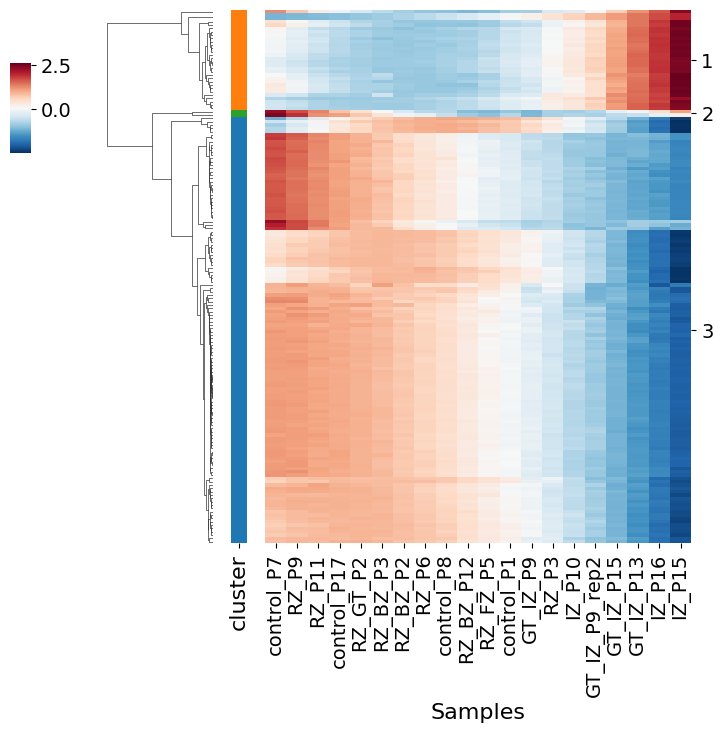 2.5
0.0
1
2
3
cluster
control_P7
RZ_P9
RZ_P11
control_P17
RZ_GT_P2
RZ_BZ_P3
RZ_BZ_P2
RZ_P6
control_P8
RZ_BZ_P12
RZ_FZ_P5
control_P1
GT_IZ_P9
RZ_P3
IZ_P10
GT_IZ_P9_rep2
GT_IZ_P15
GT_IZ_P13
IZ_P16
IZ_P15
Samples